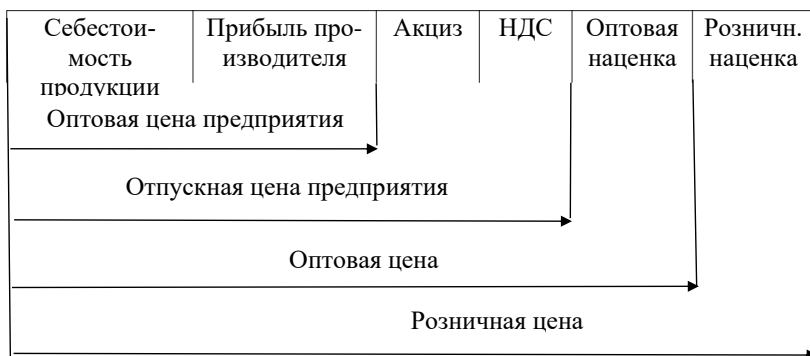 Себестои- Прибыль про- Акциз НДС Оптовая Розничн.
мость изводителя наценка наценка
продукции
Оптовая цена предприятия
Отпускная цена предприятия
Оптовая цена
Розничная цена